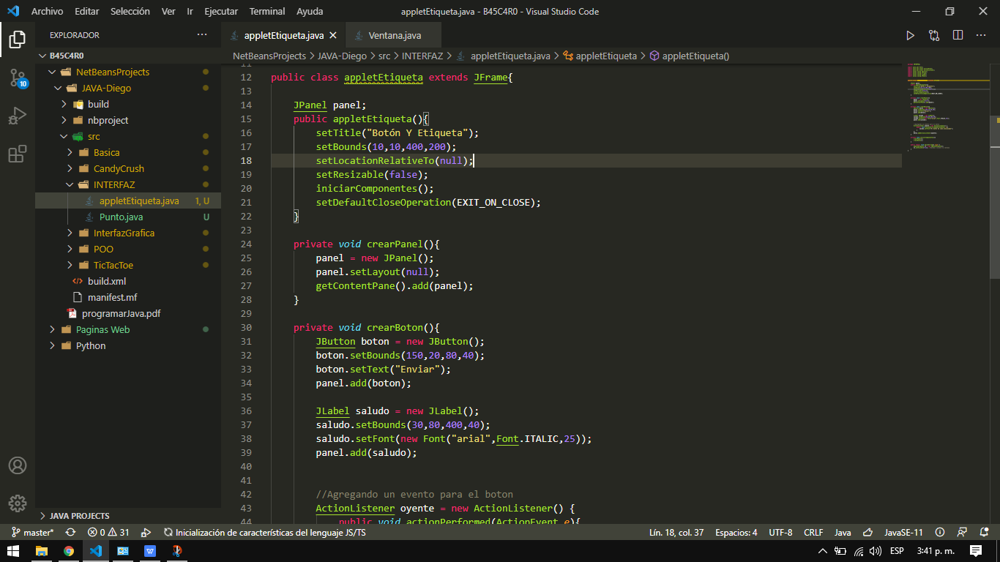 Archivo Editar Selección Ver Ir Ejecutar Terminal Ayuda
appletEtiqueta.java - B45C4R0 - Visual Studio Code
EXPLORADOR
appletEtiqueta.java
Ventana.java
B45C4R0
NetBeansProjects
JAVA-Diego
build
nbproject
src
Basica
CandyCrush
INTERFAZ
appletEtiqueta.java 1, U
Punto.java U
InterfazGrafica
POO
TicTacToe
build.xml
manifest.mf
programarJava.pdf
Paginas Web
Python
JAVA PROJECTS
10
NetBeansProjects > JAVA-Diego > src > INTERFAZ > appletEtiqueta.java > appletEtiqueta > appletEtiqueta()
11
12 public class appletEtiqueta extends JFrame{
13
14 JPanel panel;
15 public appletEtiqueta(){
16 setTitle("Botón Y Etiqueta");
17 setBounds(10,10,400,200);
18 setLocationRelativeTo(null);
19 setResizable(false);
20 iniciarComponentes();
21 setDefaultCloseOperation(EXIT_ON_CLOSE);
22 }
23
24 private void crearPanel(){
25 panel = new JPanel();
26 panel.setLayout(null);
27 getContentPane().add(panel);
28 }
29
30 private void crearBoton(){
31 JButton boton = new JButton();
32 boton.setBounds(150,20,80,40);
33 boton.setText("Enviar");
34 panel.add(boton);
35
36 JLabel saludo = new JLabel();
37 saludo.setBounds(30,80,400,40);
38 saludo.setFont(new Font("arial",Font.ITALIC,25));
39 panel.add(saludo);
40
41
42 //Agregando un evento para el boton
43 ActionListener oyente = new ActionListener() {
44 public void actionPerformed(ActionEvent e){
master* 0 31 Inicialización de características del lenguaje JS/TS
Lín. 18, col. 37 Espacios: 4 UTF-8 CRLF Java JavaSE-11
W ESP 3:41 p. m.